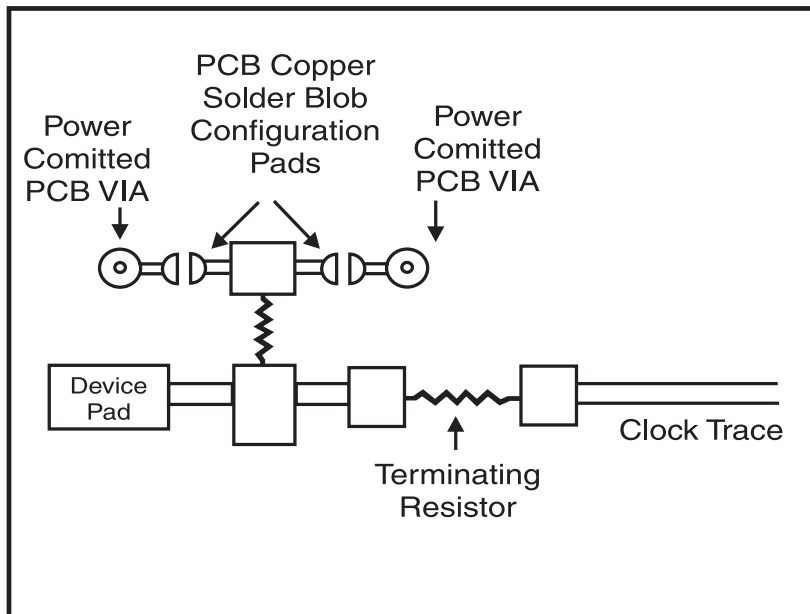 PCB Copper
Solder Blob
Configuration
Pads
Power
Comitted
PCB VIA
Power
Comitted
PCB VIA
Device
Pad
Clock Trace
Terminating
Resistor